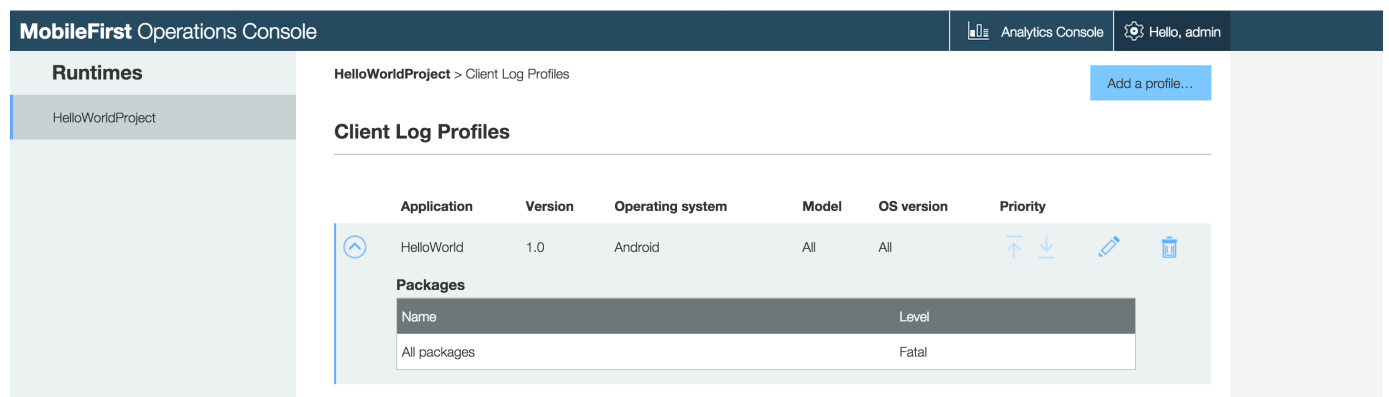 MobileFirst Operations Console Analytics Console Hello, admin
Runtimes
HelloWorldProject
HelloWorldProject > Client Log Profiles
Add a profile...
Client Log Profiles
Application Version Operating system Model OS version Priority
HelloWorld 1.0 Android All All
Packages
Name Level
All packages Fatal